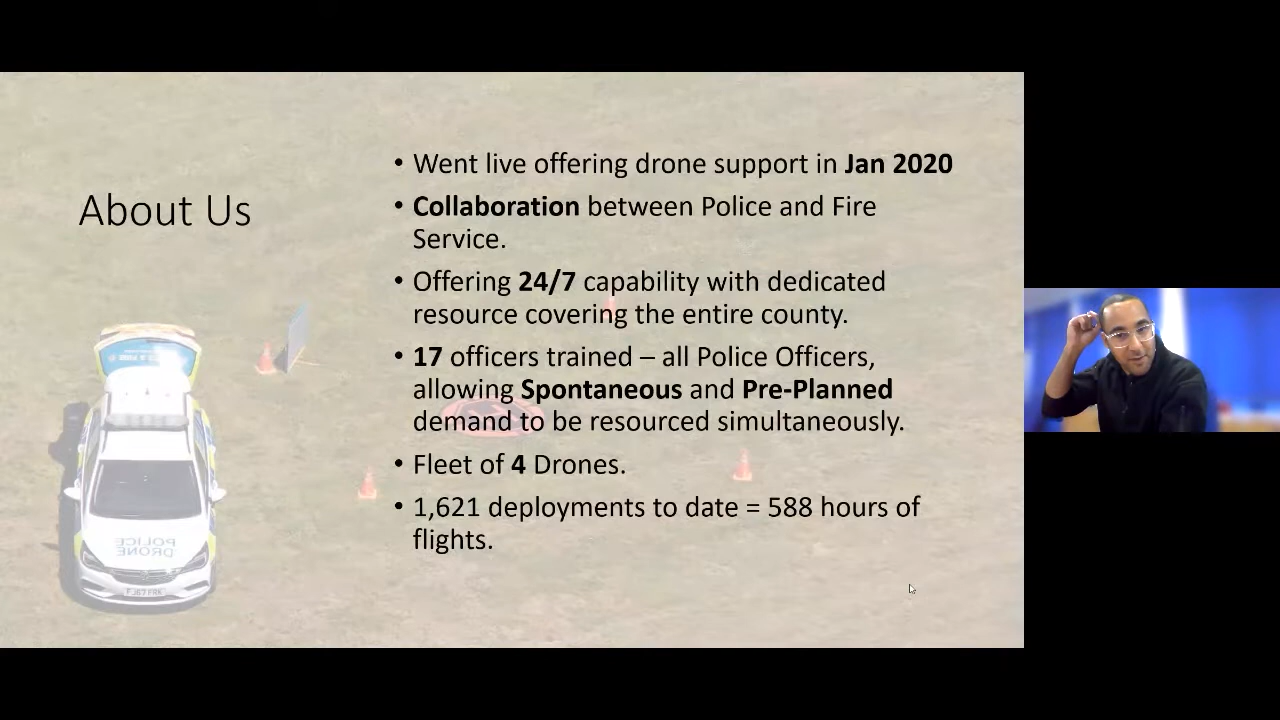 About Us
• Went live offering drone support in Jan 2020
• Collaboration between Police and Fire
Service.
• Offering 24/7 capability with dedicated
resource covering the entire county.
• 17 officers trained – all Police Officers,
allowing Spontaneous and Pre-Planned
demand to be resourced simultaneously.
• Fleet of 4 Drones.
• 1,621 deployments to date = 588 hours of
flights.
POLICE
DRONE